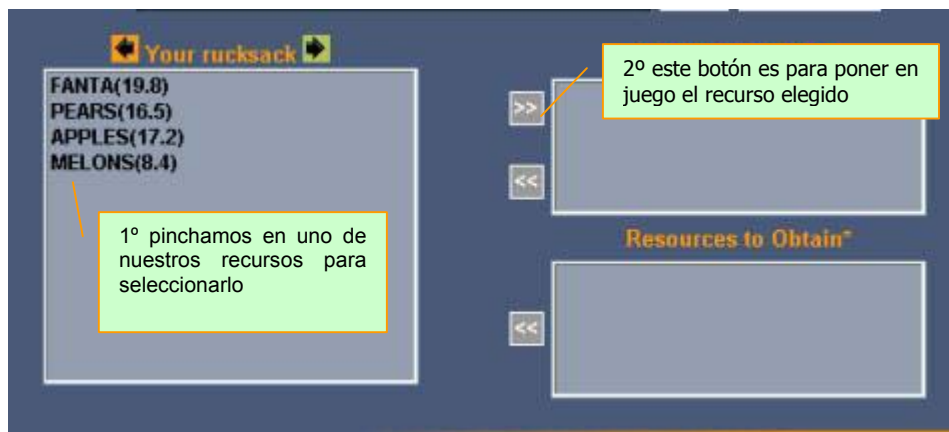 Your rucksack
FANTA(19.8)
PEARS(16.5)
APPLES(17.2)
MELONS(8.4)
1º pinchamos en uno de
nuestros recursos para
seleccionarlo
>>
<<
2º este botón es para poner en
juego el recurso elegido
Resources to Obtain*
<<